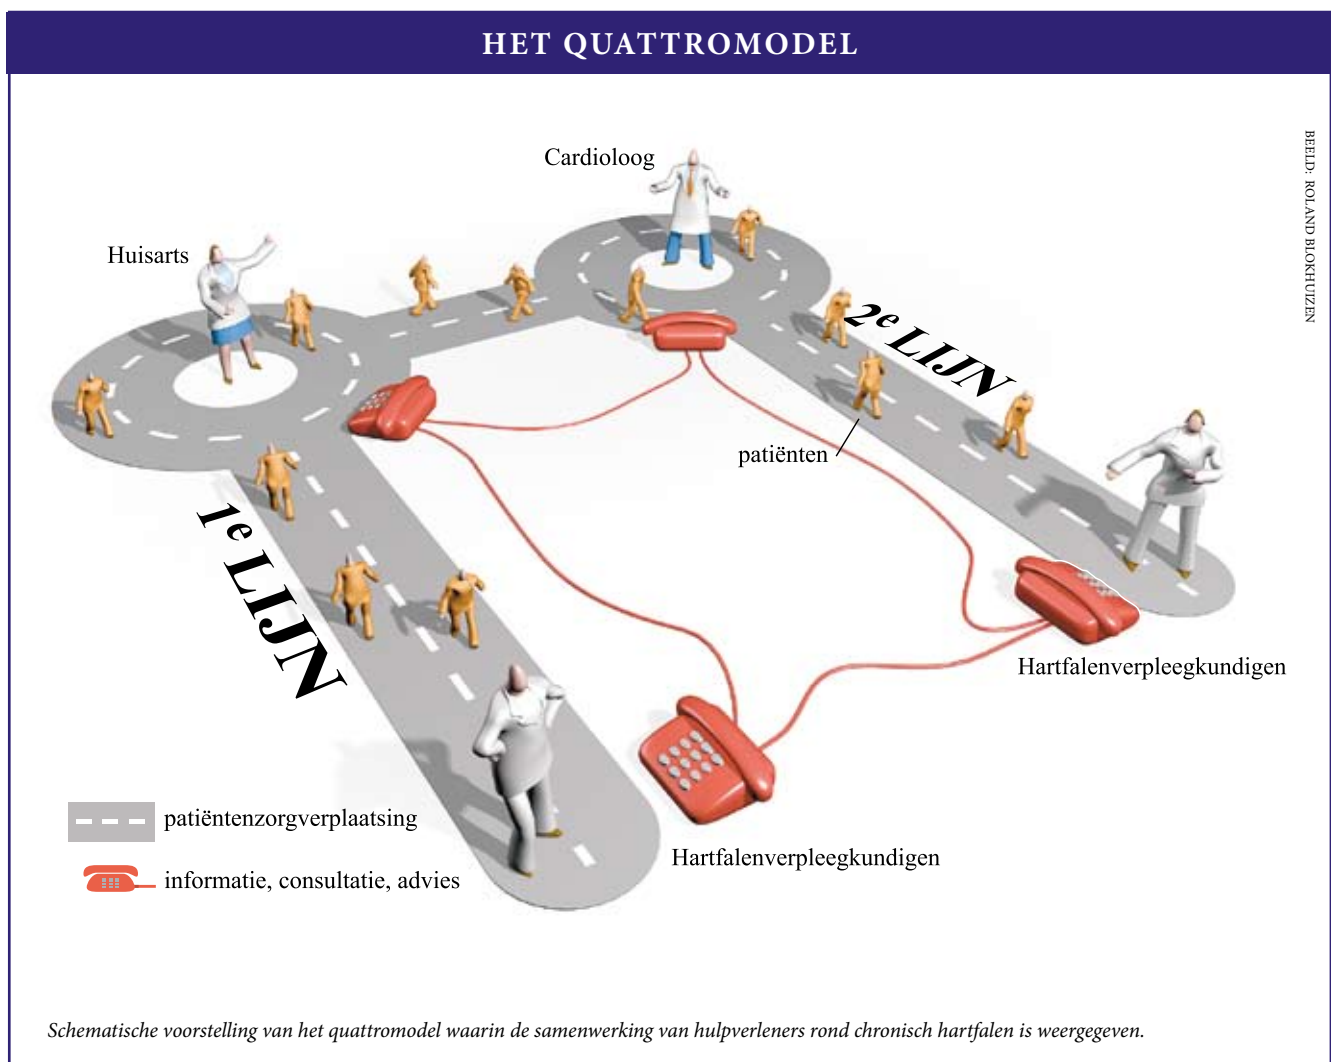 HET QUATTROMODEL
BEELD: ROLAND BLOKHUIZEN
Cardioloog
Huisarts
2e LIJN
patiënten
1e LIJN
Hartfalenverpleegkundigen
patiëntenzorgverplaatsing
Hartfalenverpleegkundigen
informatie, consultatie, advies
Schematische voorstelling van het quattromodel waarin de samenwerking van hulpverleners rond chronisch hartfalen is weergegeven.